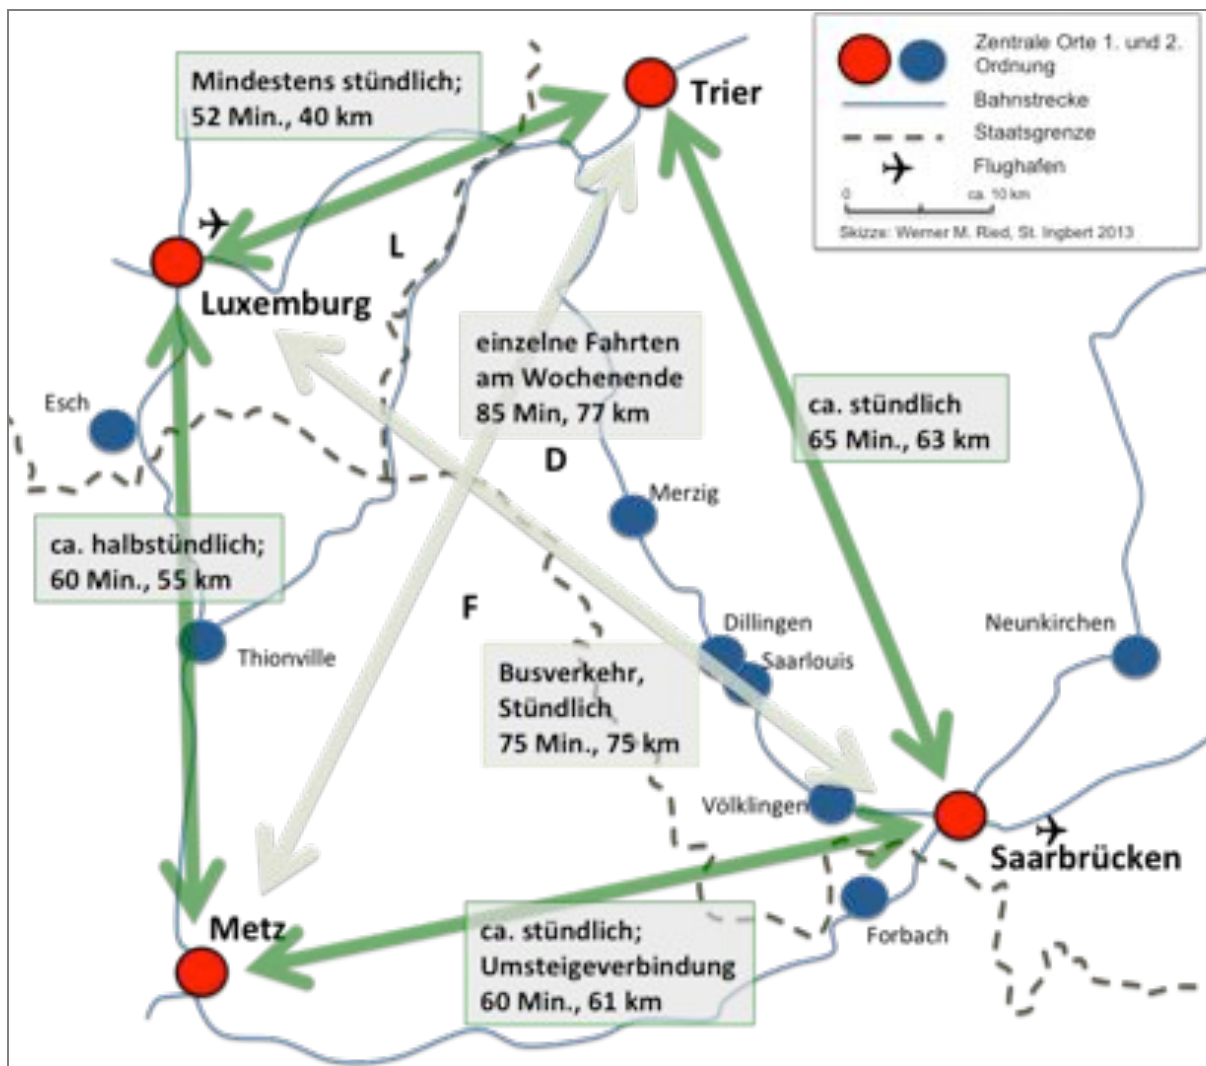 Mindestens stündlich;
52 Min., 40 km
Trier
Zentrale Orte 1. und 2.
Ordnung
Bahnstrecke
Staatsgrenze
Flughafen
0
ca. 10 km
Skizze: Werner M. Ried, St. Ingbert 2013
L
Luxemburg
einzelne Fahrten
am Wochenende
85 Min, 77 km
Esch
ca. stündlich
65 Min., 63 km
D
Merzig
ca. halbstündlich;
60 Min., 55 km
F
Thionville
Dillingen
Saarlouis
Neunkirchen
Busverkehr,
Stündlich
75 Min., 75 km
Völklingen
Saarbrücken
Metz
ca. stündlich;
Umsteigeverbindung
60 Min., 61 km
Forbach